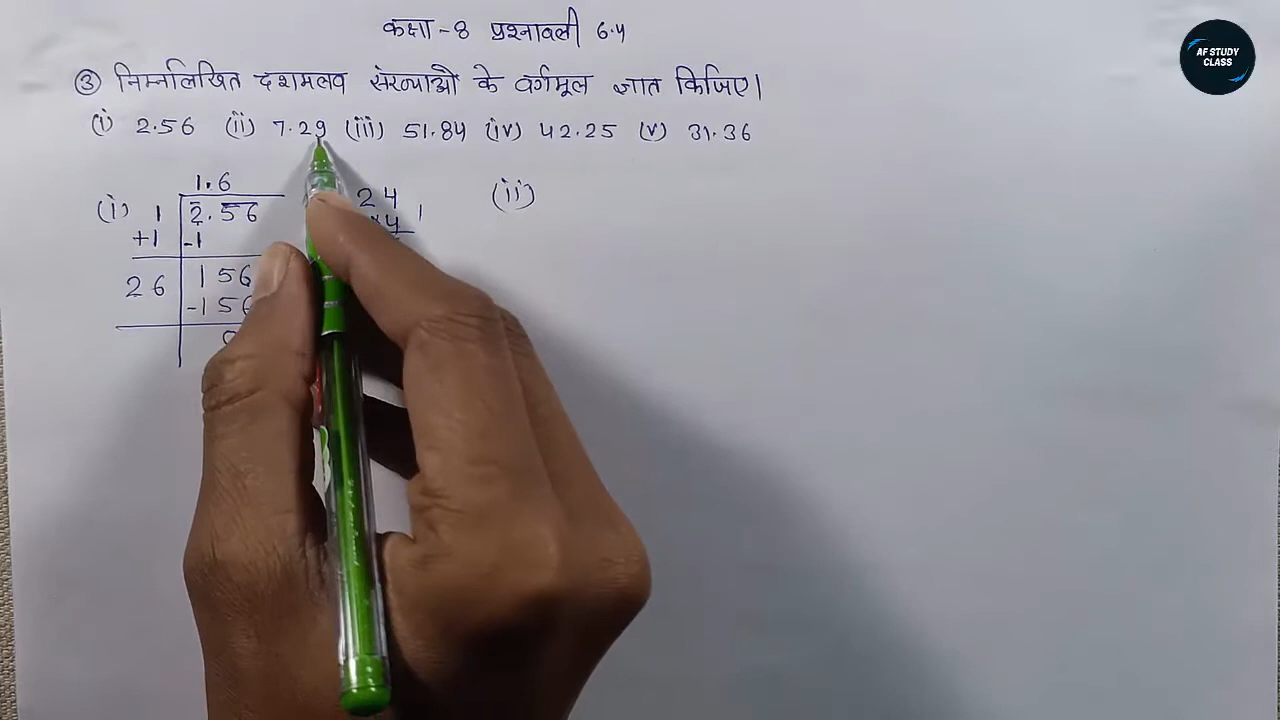 कक्षा -8 प्रश्नावली 6.4
③ निम्नलिखित दशमलव संख्याओ के वर्गमूल ज्ञात किजिए।
(i) 2.56 (ii) 7.29 (iii) 51.84 (iv) 42.25 (v) 31.36
1.6
(i) 1 2.56
+1 -1
26 156
-156
24
(ii)
AF STUDY
CLASS